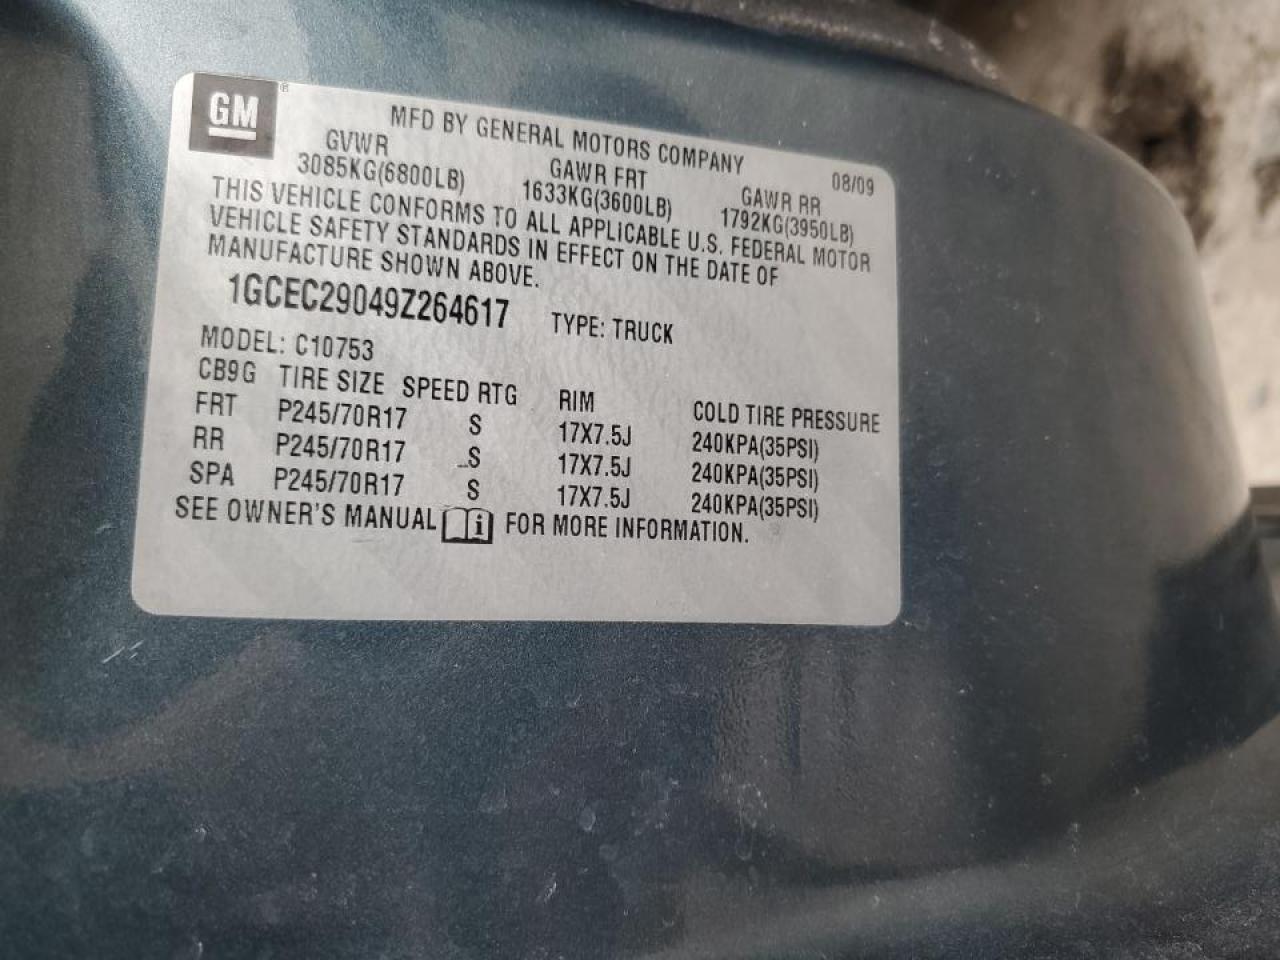 GM ®
MFD BY GENERAL MOTORS COMPANY
08/09
GVWR GAWR FRT GAWR RR
3085KG(6800LB) 1633KG(3600LB) 1792KG(3950LB)
THIS VEHICLE CONFORMS TO ALL APPLICABLE U.S. FEDERAL MOTOR
VEHICLE SAFETY STANDARDS IN EFFECT ON THE DATE OF
MANUFACTURE SHOWN ABOVE.
1GCEC29049Z264617 TYPE: TRUCK
MODEL: C10753
CB9G TIRE SIZE SPEED RTG RIM COLD TIRE PRESSURE
FRT P245/70R17 S 17X7.5J 240KPA(35PSI)
RR P245/70R17 S 17X7.5J 240KPA(35PSI)
SPA P245/70R17 S 17X7.5J 240KPA(35PSI)
SEE OWNER'S MANUAL i FOR MORE INFORMATION.